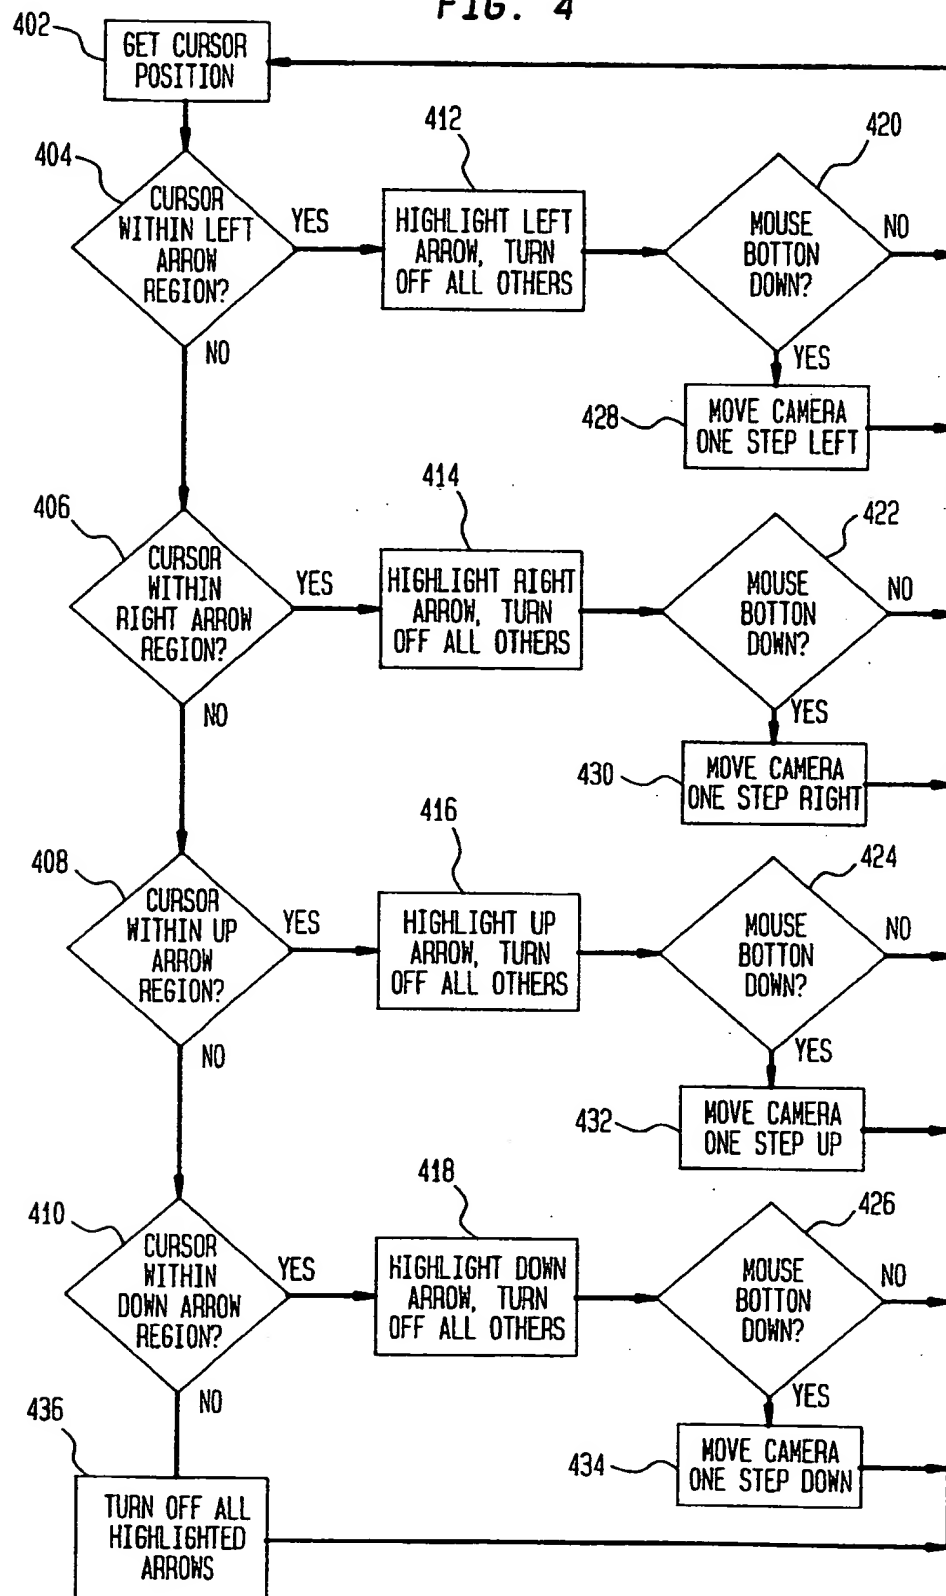 FIG. 4
402
GET CURSOR
POSITION
404
CURSOR
WITHIN LEFT
ARROW
REGION?
YES
NO
412
HIGHLIGHT LEFT
ARROW, TURN
OFF ALL OTHERS
420
MOUSE
BOTTON
DOWN?
NO
YES
428
MOVE CAMERA
ONE STEP LEFT
406
CURSOR
WITHIN
RIGHT ARROW
REGION?
YES
NO
414
HIGHLIGHT RIGHT
ARROW, TURN
OFF ALL OTHERS
422
MOUSE
BOTTON
DOWN?
NO
YES
430
MOVE CAMERA
ONE STEP RIGHT
408
CURSOR
WITHIN UP
ARROW
REGION?
YES
NO
416
HIGHLIGHT UP
ARROW, TURN
OFF ALL OTHERS
424
MOUSE
BOTTON
DOWN?
NO
YES
432
MOVE CAMERA
ONE STEP UP
410
CURSOR
WITHIN
DOWN ARROW
REGION?
YES
NO
418
HIGHLIGHT DOWN
ARROW, TURN
OFF ALL OTHERS
426
MOUSE
BOTTON
DOWN?
NO
YES
434
MOVE CAMERA
ONE STEP DOWN
436
TURN OFF ALL
HIGHLIGHTED
ARROWS